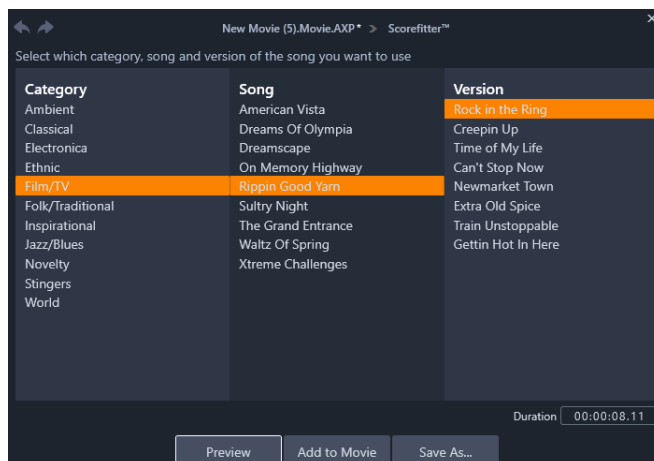 New Movie (5).Movie.AXP* > Scorefitter™
Select which category, song and version of the song you want to use
Category
Ambient
Classical
Electronica
Ethnic
Film/TV
Folk/Traditional
Inspirational
Jazz/Blues
Novelty
Stingers
World
Song
American Vista
Dreams Of Olympia
Dreamscape
On Memory Highway
Rippin Good Yarn
Sultry Night
The Grand Entrance
Waltz Of Spring
Xtreme Challenges
Version
Rock in the Ring
Creepin Up
Time of My Life
Can't Stop Now
Newmarket Town
Extra Old Spice
Train Unstoppable
Gettin Hot In Here
Duration 00:00:08.11
Preview Add to Movie Save As...